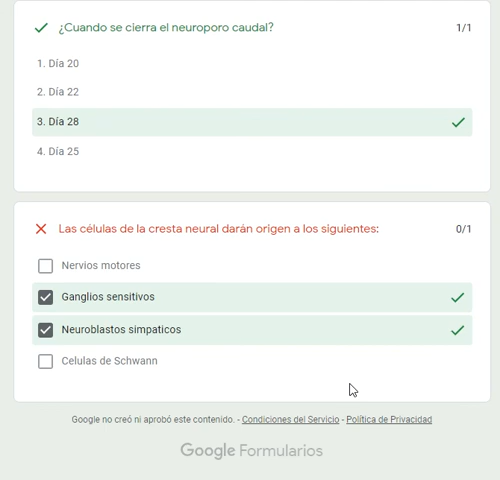 ¿Cuando se cierra el neuroporo caudal? 1/1
1. Día 20
2. Día 22
3. Día 28
4. Día 25
Las células de la cresta neural darán origen a los siguientes: 0/1
Nervios motores
Ganglios sensitivos
Neuroblastos simpaticos
Celulas de Schwann
Google no creó ni aprobó este contenido. - Condiciones del Servicio - Política de Privacidad
Google Formularios